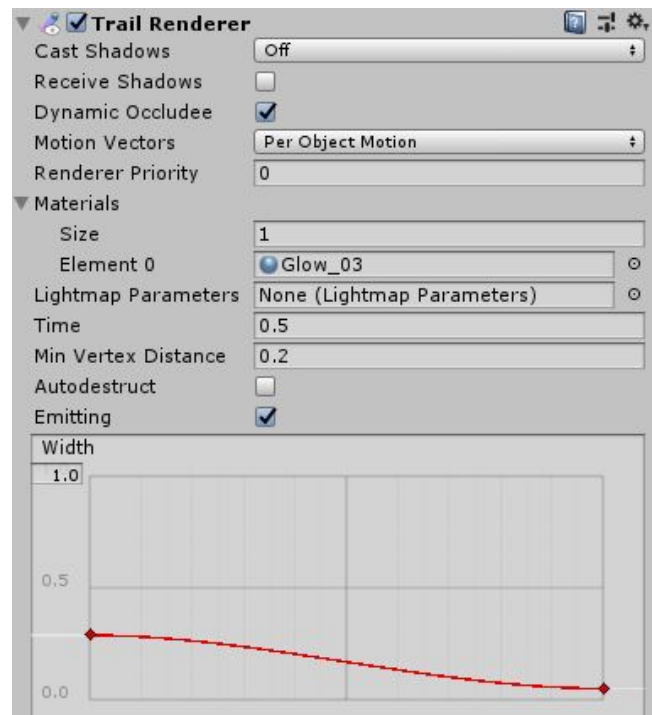 Trail Renderer
Cast Shadows Off
Receive Shadows
Dynamic Occludee
Motion Vectors Per Object Motion
Renderer Priority 0
Materials
Size 1
Element 0 Glow_03
Lightmap Parameters None (Lightmap Parameters)
Time 0.5
Min Vertex Distance 0.2
Autodestruct
Emitting
Width
1.0
0.5
0.0